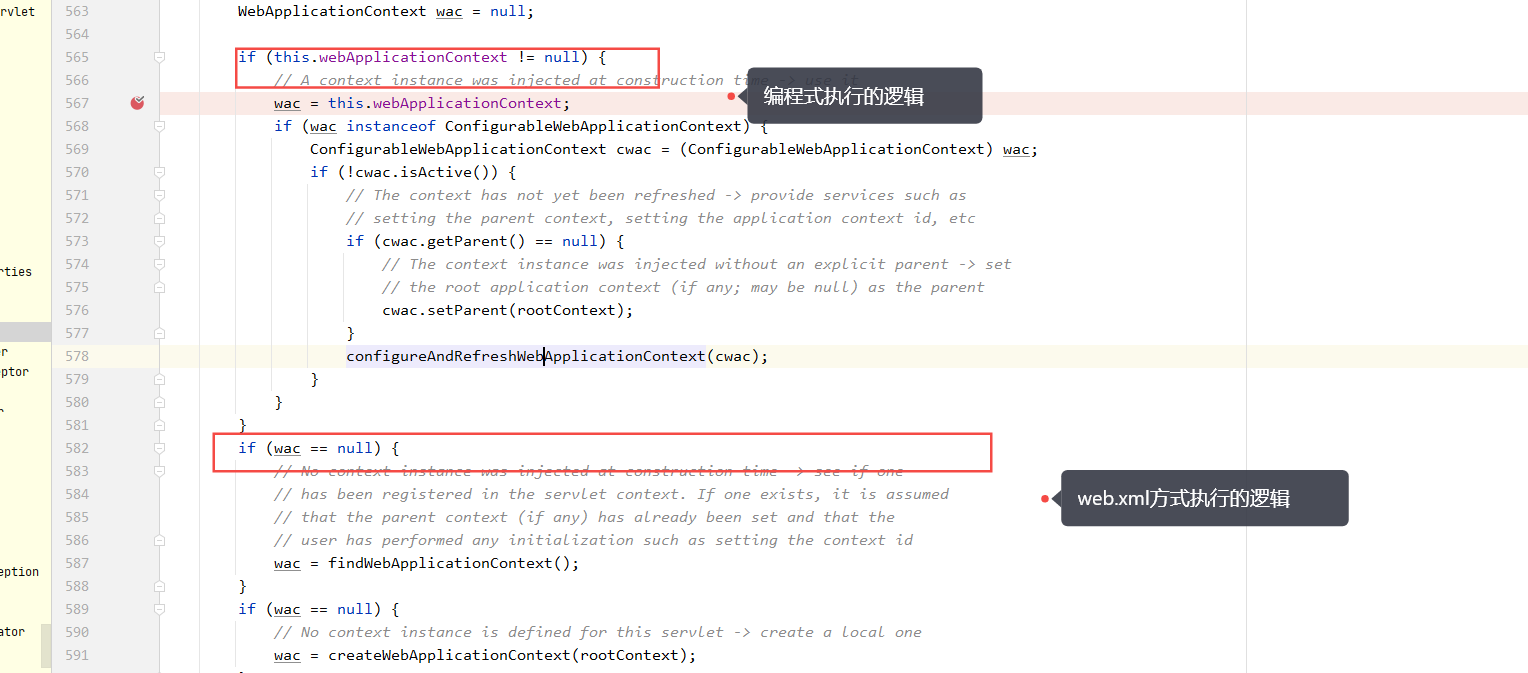 rvlet
563 WebApplicationContext wac = null;
564
565 if (this.webApplicationContext != null) {
566 // A context instance was injected at construction time -> use it
567 wac = this.webApplicationContext;
编程式执行的逻辑
568 if (wac instanceof ConfigurableWebApplicationContext) {
569 ConfigurableWebApplicationContext cwac = (ConfigurableWebApplicationContext) wac;
570 if (!cwac.isActive()) {
571 // The context has not yet been refreshed -> provide services such as
572 // setting the parent context, setting the application context id, etc
573 if (cwac.getParent() == null) {
rties
574 // The context instance was injected without an explicit parent -> set
575 // the root application context (if any; may be null) as the parent
576 cwac.setParent(rootContext);
577 }
r
578 configureAndRefreshWebApplicationContext(cwac);
ptor
579 }
580 }
r
581 }
582 if (wac == null) {
583 // No context instance was injected at construction time -> see if one
584 // has been registered in the servlet context. If one exists, it is assumed
web.xml方式执行的逻辑
585 // that the parent context (if any) has already been set and that the
586 // user has performed any initialization such as setting the context id
587 wac = findWebApplicationContext();
eption
588 }
589 if (wac == null) {
ator
590 // No context instance is defined for this servlet -> create a local one
591 wac = createWebApplicationContext(rootContext);